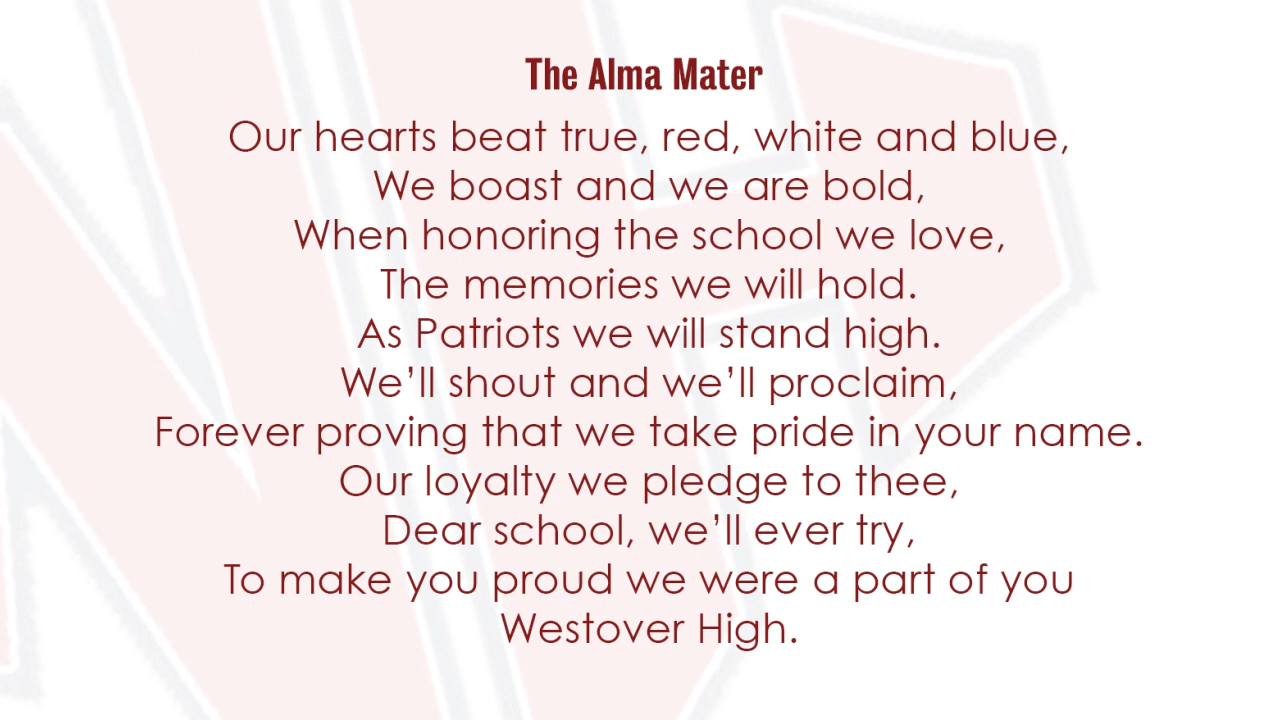 The Alma Mater
Our hearts beat true, red, white and blue,
We boast and we are bold,
When honoring the school we love,
The memories we will hold.
As Patriots we will stand high.
We’ll shout and we’ll proclaim,
Forever proving that we take pride in your name.
Our loyalty we pledge to thee,
Dear school, we’ll ever try,
To make you proud we were a part of you
Westover High.